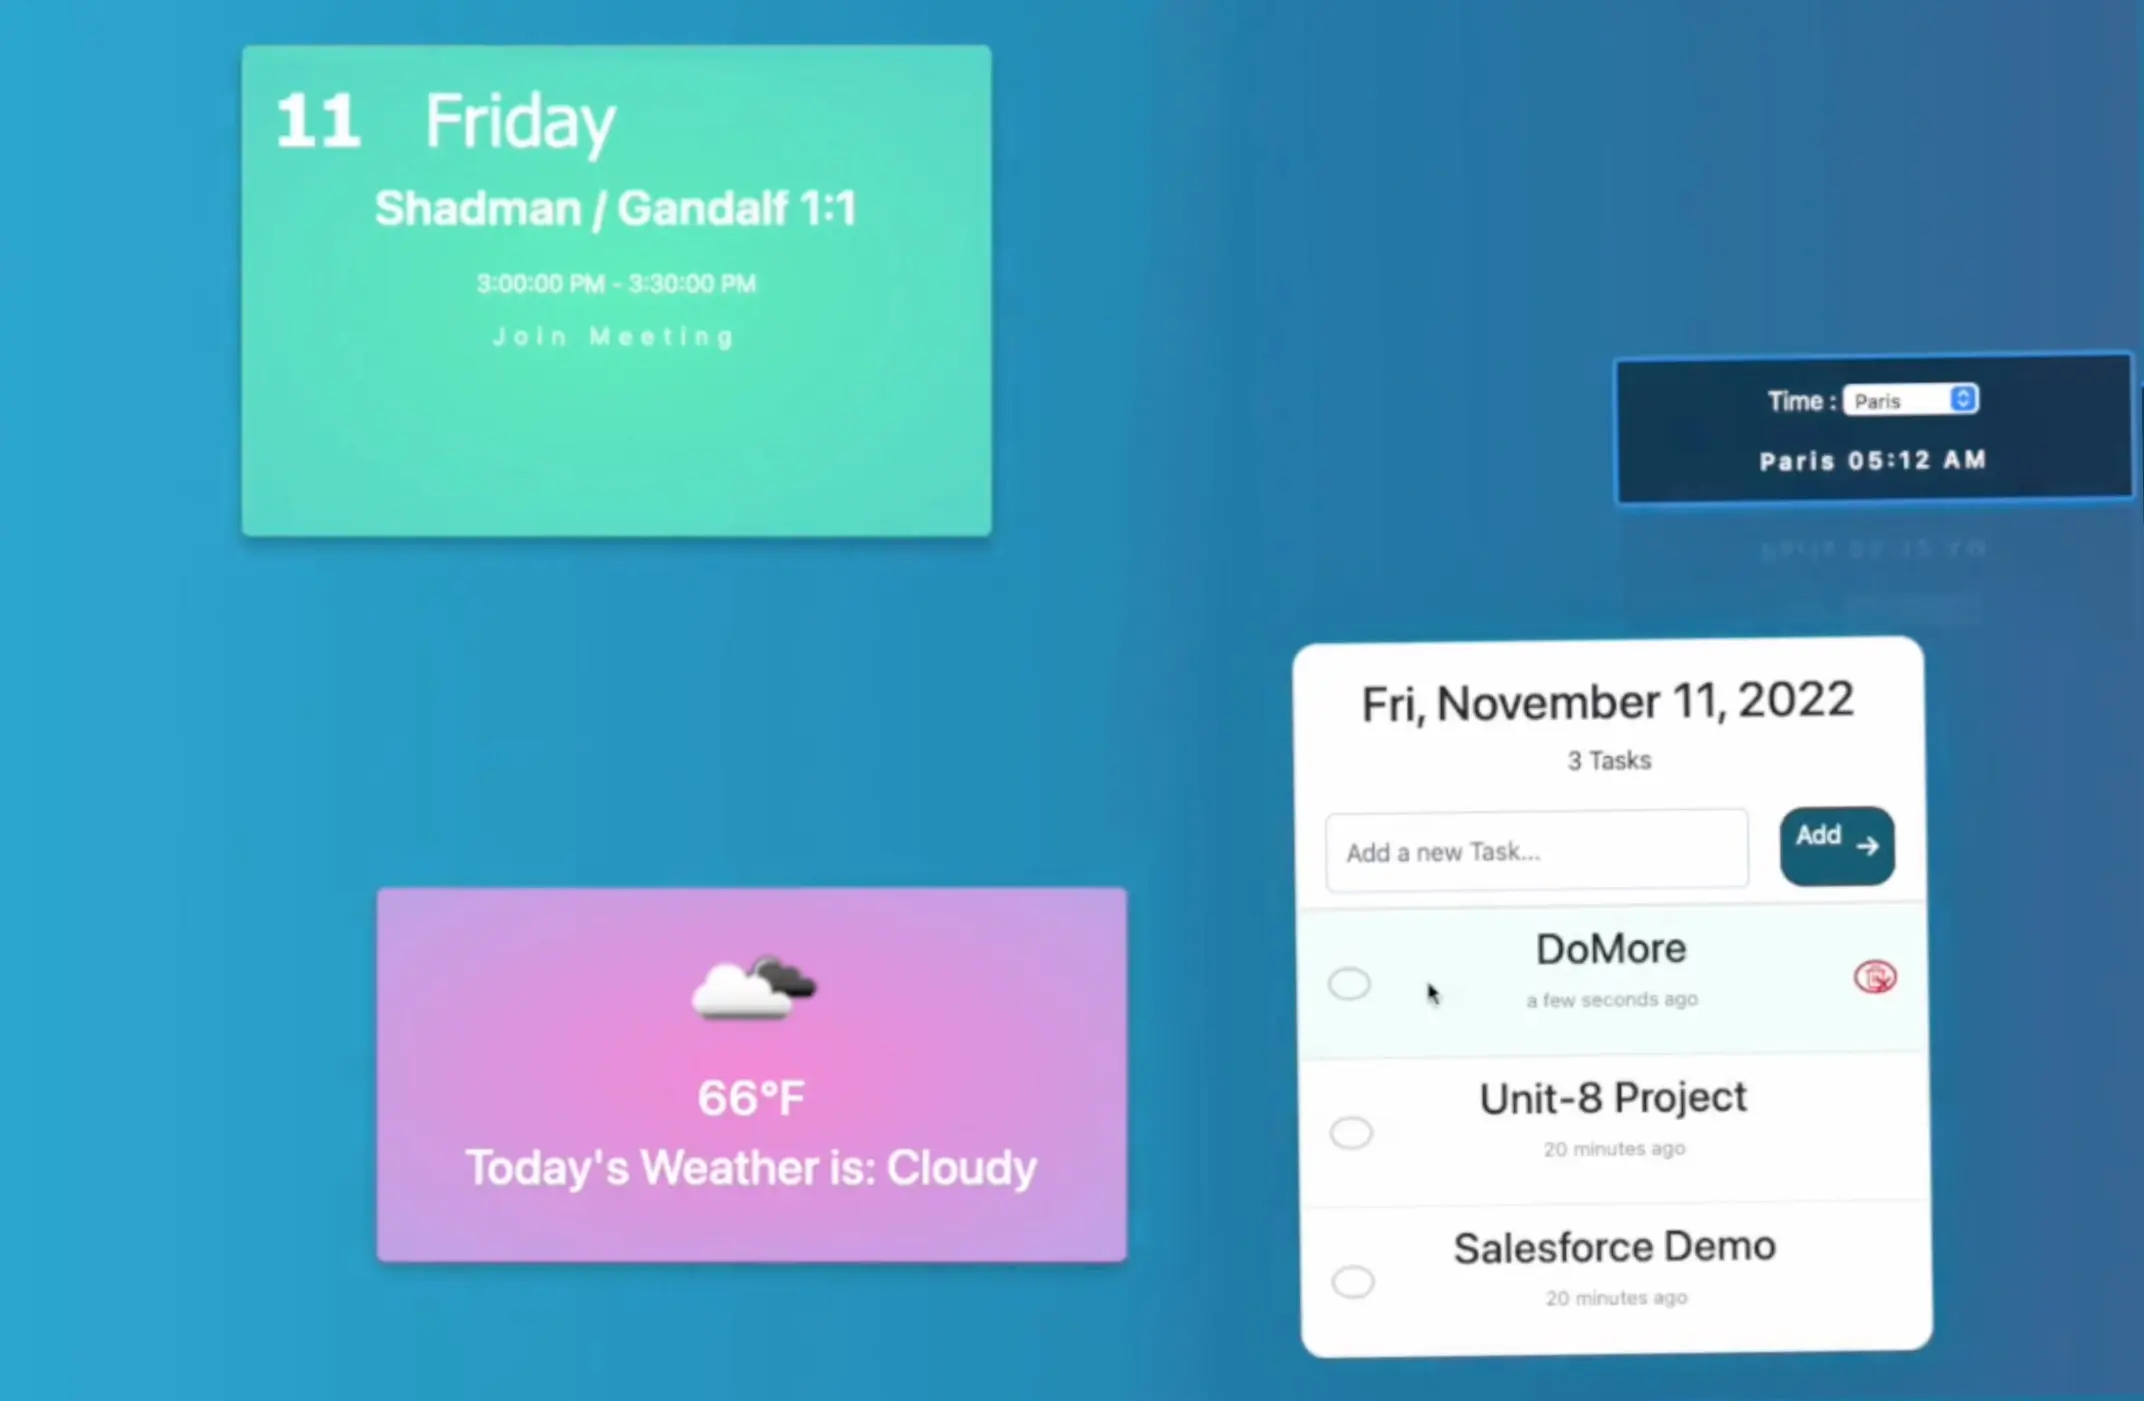 11 Friday
Shadman / Gandalf 1:1
3:00:00 PM - 3:30:00 PM
Join Meeting
Time : Paris
Paris 05:12 AM
Fri, November 11, 2022
3 Tasks
Add a new Task...
Add →
DoMore
a few seconds ago
Unit-8 Project
20 minutes ago
Salesforce Demo
20 minutes ago
66°F
Today's Weather is: Cloudy